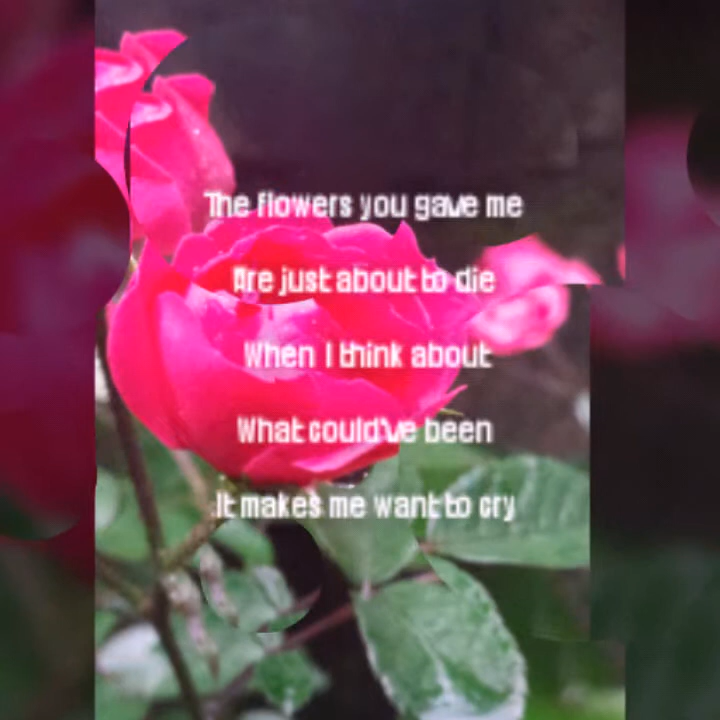 The flowers you gave me
Are just about to die
When I think about
What could've been
It makes me want to cry